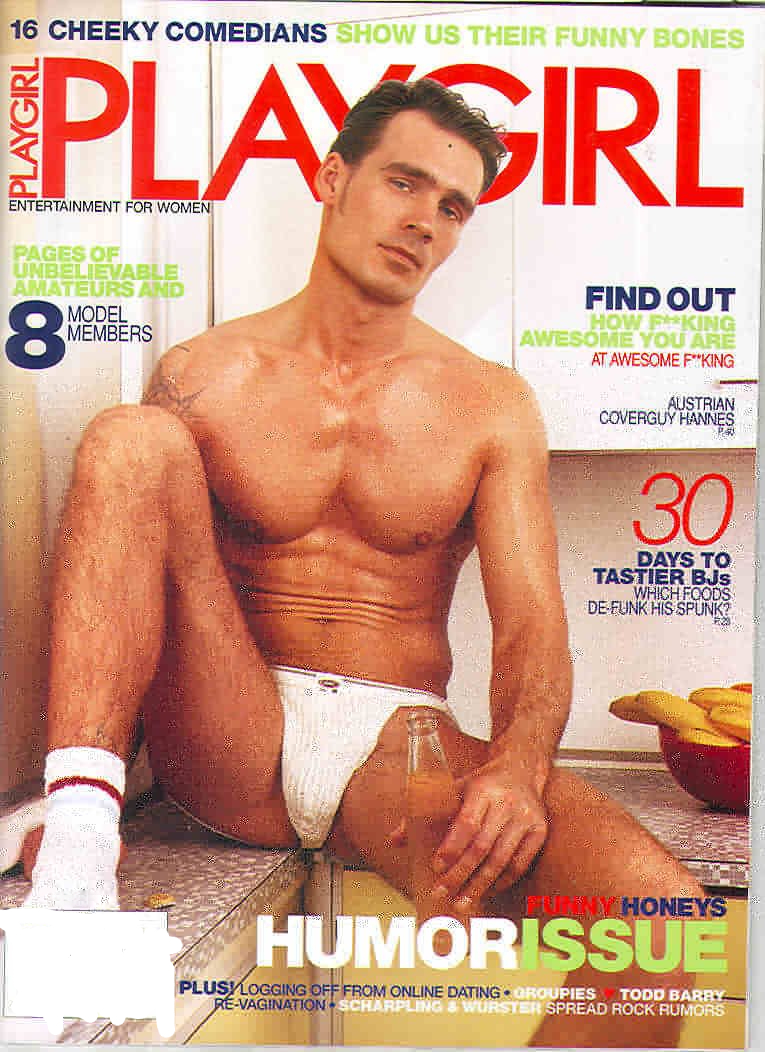 16 CHEEKY COMEDIANS SHOW US THEIR FUNNY BONES
PLAYGIRL
PLAYGIRL
ENTERTAINMENT FOR WOMEN
PAGES OF
UNBELIEVABLE
AMATEURS AND
8 MODEL
MEMBERS
FIND OUT
HOW F**KING
AWESOME YOU ARE
AT AWESOME F**KING
AUSTRIAN
COVERGUY HANNES
P.40
30
DAYS TO
TASTIER BJs
WHICH FOODS
DE-FUNK HIS SPUNK?
P.28
FUNNY HONEYS
HUMORISSUE
PLUS! LOGGING OFF FROM ONLINE DATING • GROUPIES ♥ TODD BARRY
RE-VAGINATION • SCHARPLING & WURSTER SPREAD ROCK RUMORS